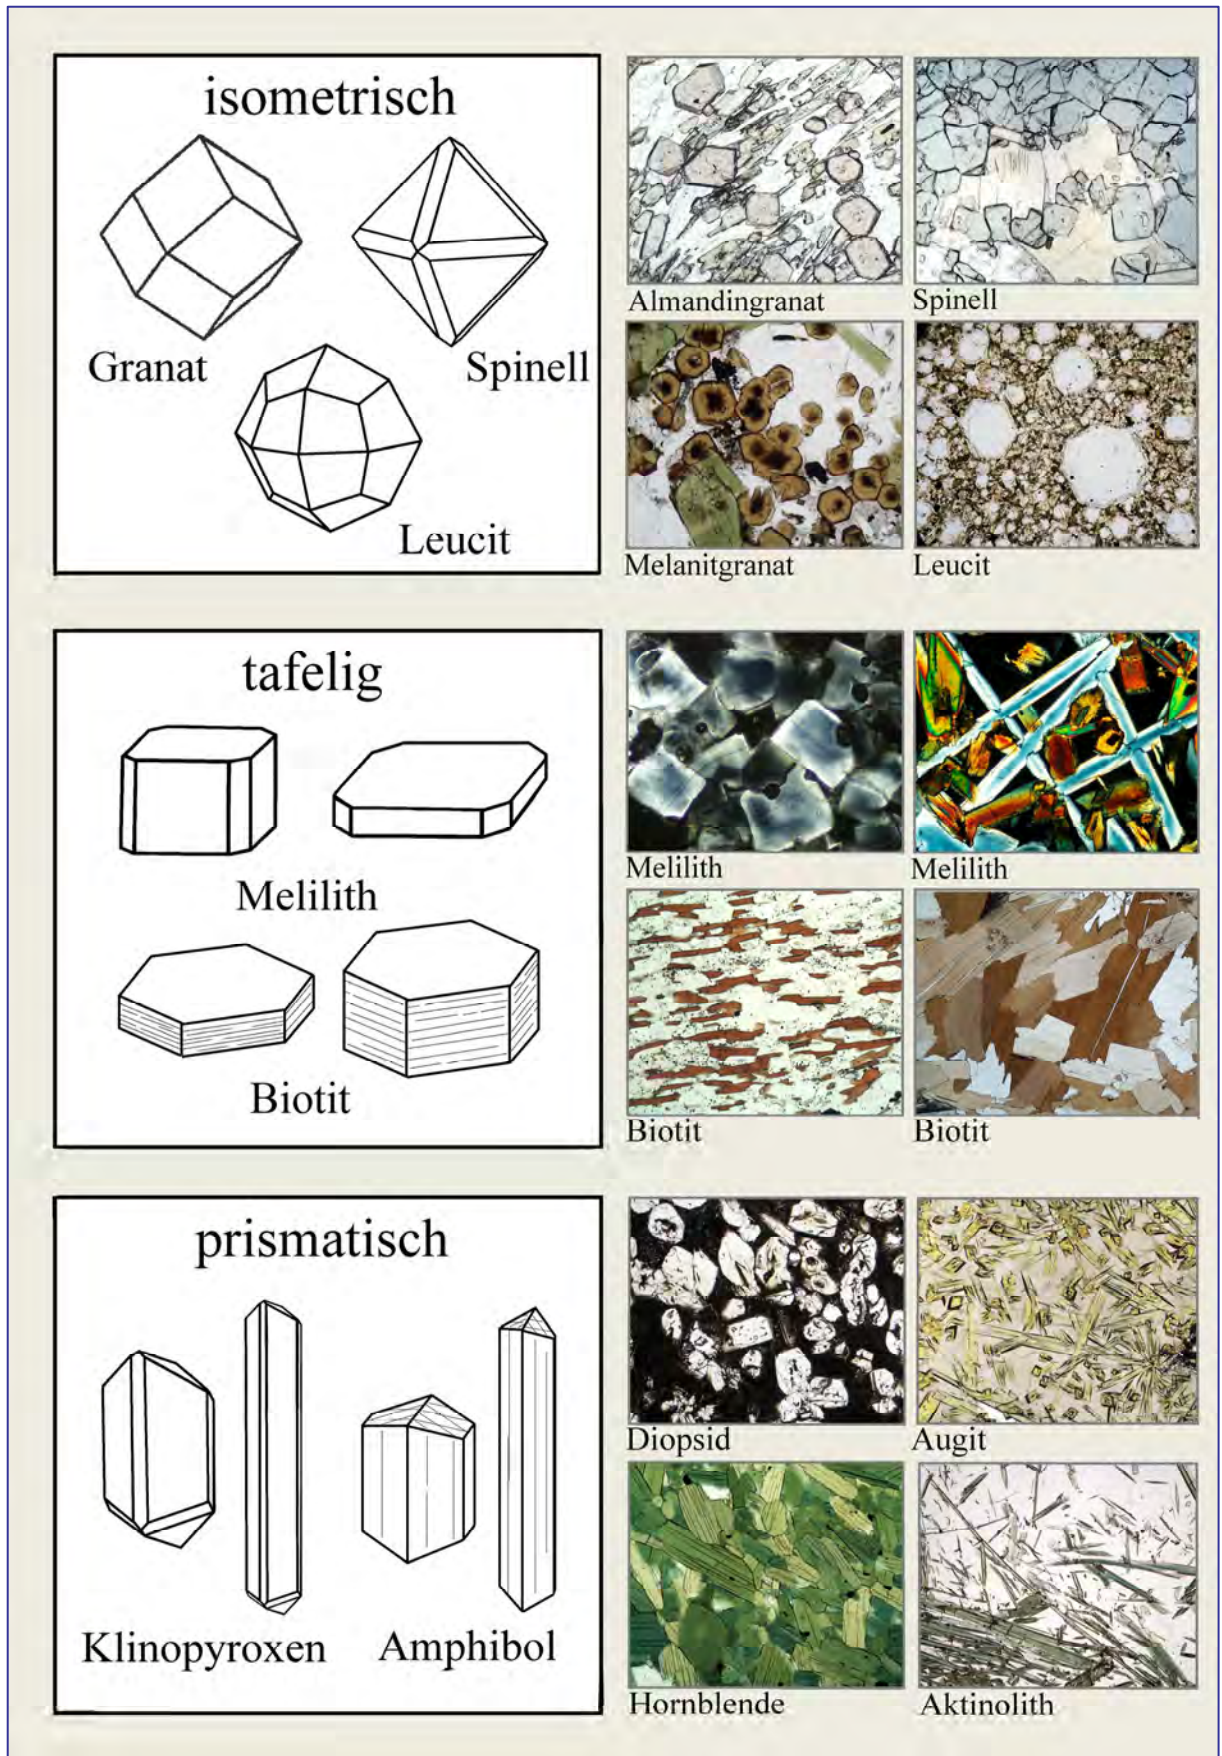 isometrisch
Granat
Spinell
Leucit
Almandingranat
Spinell
Melanitgranat
Leucit
tafelig
Melilith
Biotit
Melilith
Melilith
Biotit
Biotit
prismatisch
Klinopyroxen
Amphibol
Diopsid
Augit
Hornblende
Aktinolith